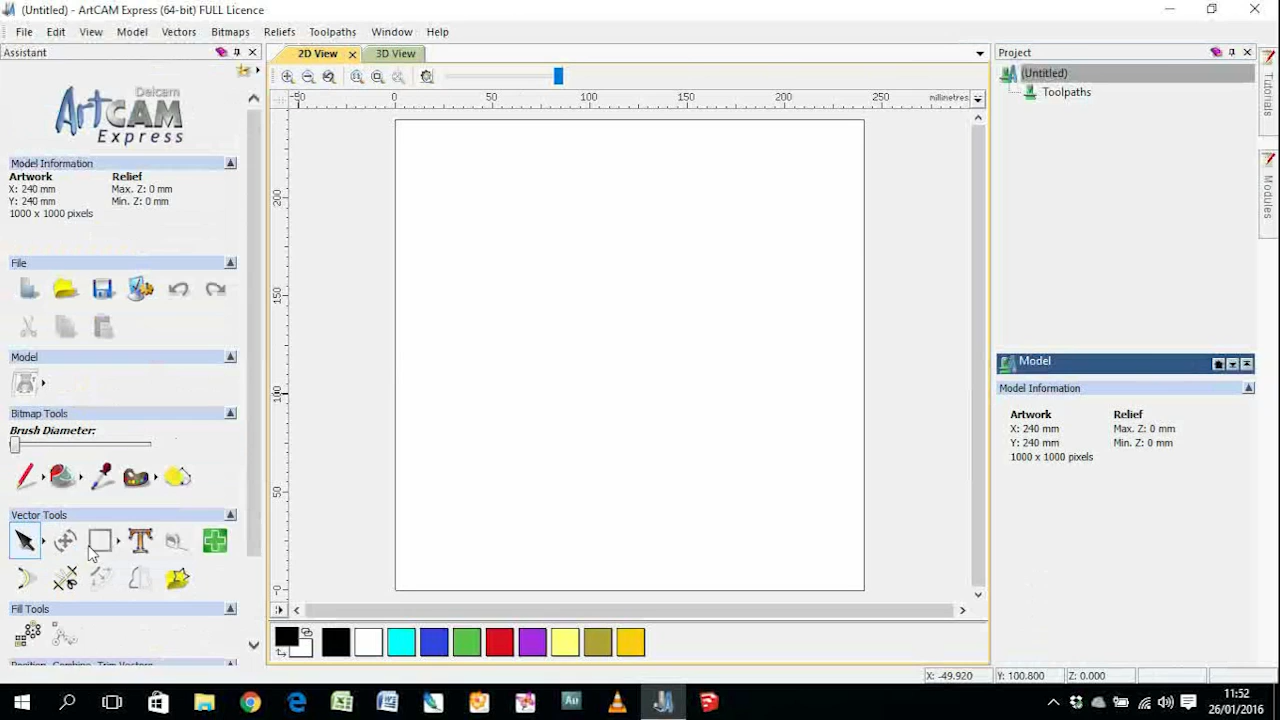 (Untitled) - ArtCAM Express (64-bit) FULL Licence
File Edit View Model Vectors Bitmaps Reliefs Toolpaths Window Help
Assistant
2D View
3D View
Project
(Untitled)
Toolpaths
Tutorials
Modules
-50 0 50 100 150 200 250 millimetres
200
150
100
50
0
Delcam
ArtCAM
Express
Model Information
Artwork Relief
X: 240 mm Max. Z: 0 mm
Y: 240 mm Min. Z: 0 mm
1000 x 1000 pixels
File
Model
Bitmap Tools
Brush Diameter:
Vector Tools
Fill Tools
Position, Combine, Trim Vectors
Model
Model Information
Artwork Relief
X: 240 mm Max. Z: 0 mm
Y: 240 mm Min. Z: 0 mm
1000 x 1000 pixels
X: -49.920 Y: 100.800 Z: 0.000
11:52
26/01/2016